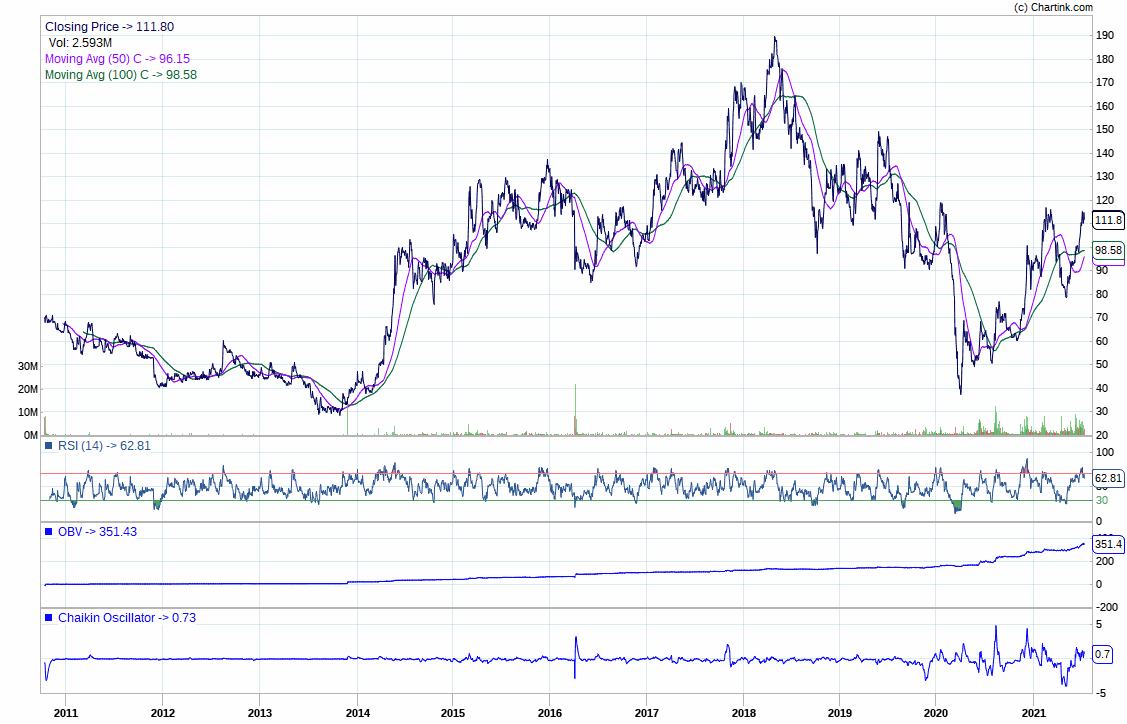 (c) Chartink.com
Closing Price -> 111.80
Vol: 2.593M
Moving Avg (50) C -> 96.15
Moving Avg (100) C -> 98.58
190
180
170
160
150
140
130
120
111.8
98.58
90
80
70
60
50
40
30
20
30M
20M
10M
0M
RSI (14) -> 62.81
100
62.81
30
0
OBV -> 351.43
351.4
200
0
-200
Chaikin Oscillator -> 0.73
5
0.7
-5
2011 2012 2013 2014 2015 2016 2017 2018 2019 2020 2021